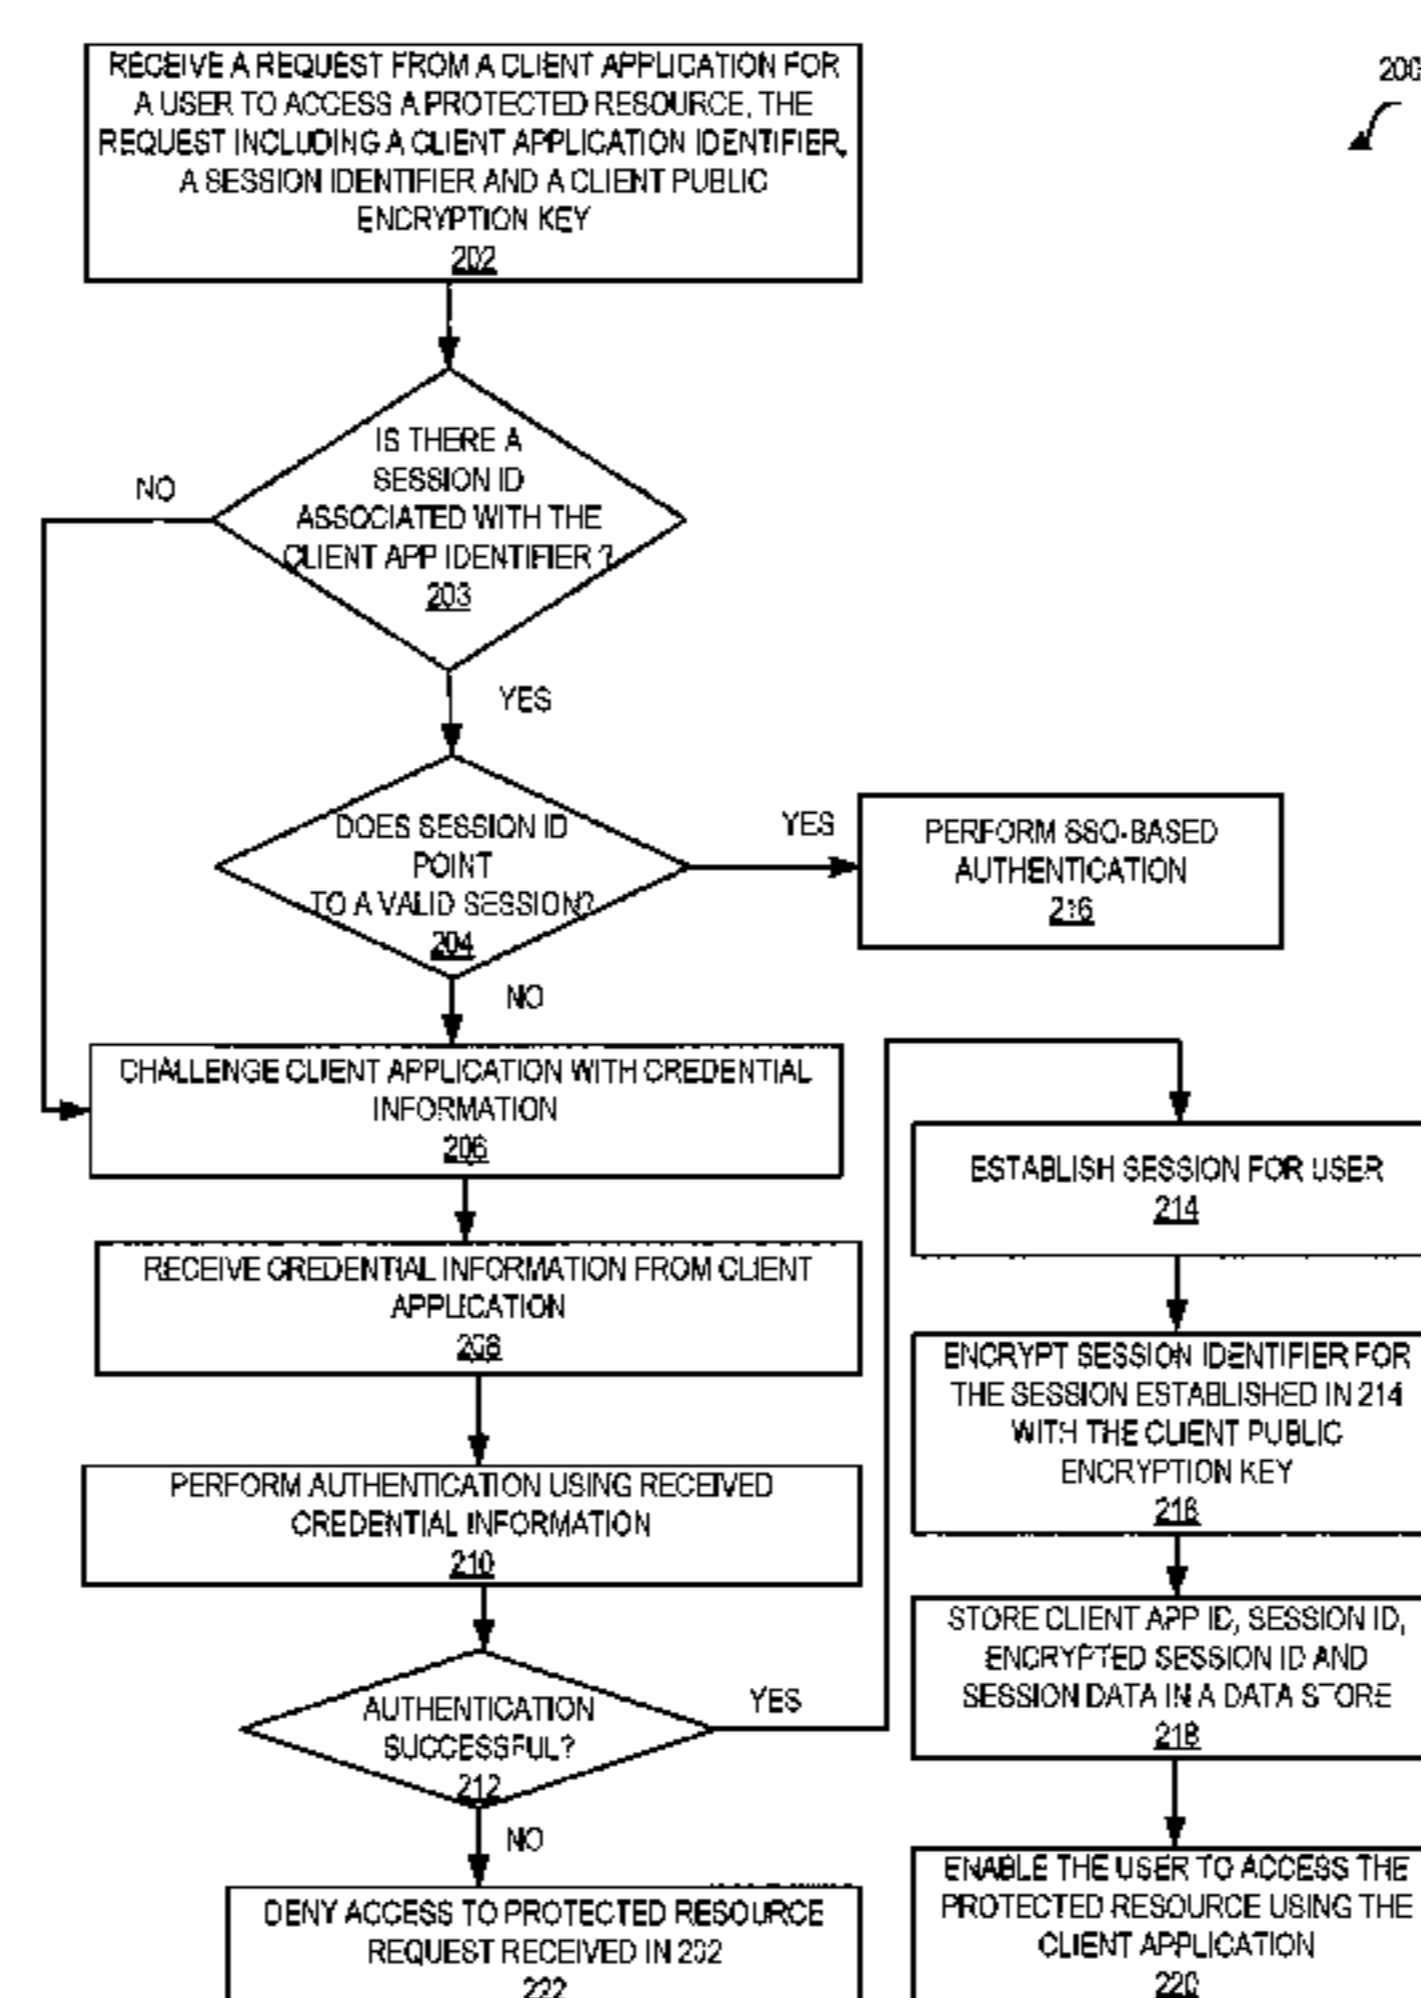 200
RECEIVE A REQUEST FROM A CLIENT APPLICATION FOR
A USER TO ACCESS A PROTECTED RESOURCE, THE
REQUEST INCLUDING A CLIENT APPLICATION IDENTIFIER,
A SESSION IDENTIFIER AND A CLIENT PUBLIC
ENCRYPTION KEY
202
IS THERE A
SESSION ID
ASSOCIATED WITH THE
CLIENT APP IDENTIFIER ?
203
NO
YES
DOES SESSION ID
POINT
TO A VALID SESSION?
204
YES
PERFORM SSO-BASED
AUTHENTICATION
216
NO
CHALLENGE CLIENT APPLICATION WITH CREDENTIAL
INFORMATION
206
RECEIVE CREDENTIAL INFORMATION FROM CLIENT
APPLICATION
208
PERFORM AUTHENTICATION USING RECEIVED
CREDENTIAL INFORMATION
210
AUTHENTICATION
SUCCESSFUL?
212
YES
NO
DENY ACCESS TO PROTECTED RESOURCE
REQUEST RECEIVED IN 202
222
ESTABLISH SESSION FOR USER
214
ENCRYPT SESSION IDENTIFIER FOR
THE SESSION ESTABLISHED IN 214
WITH THE CLIENT PUBLIC
ENCRYPTION KEY
216
STORE CLIENT APP ID, SESSION ID,
ENCRYPTED SESSION ID AND
SESSION DATA IN A DATA STORE
218
ENABLE THE USER TO ACCESS THE
PROTECTED RESOURCE USING THE
CLIENT APPLICATION
220